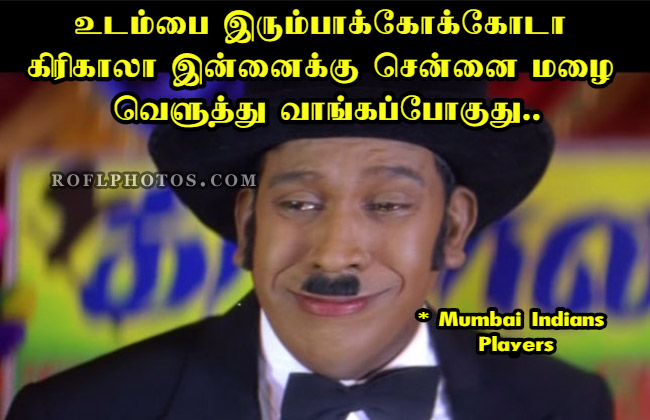 உடம்பை இரும்பாக்கோக்கோடா
கிரிகாலா இன்னைக்கு சென்னை மழை
வெளுத்து வாங்கப்போகுது..
ROFLPHOTOS.COM
* Mumbai Indians
Players